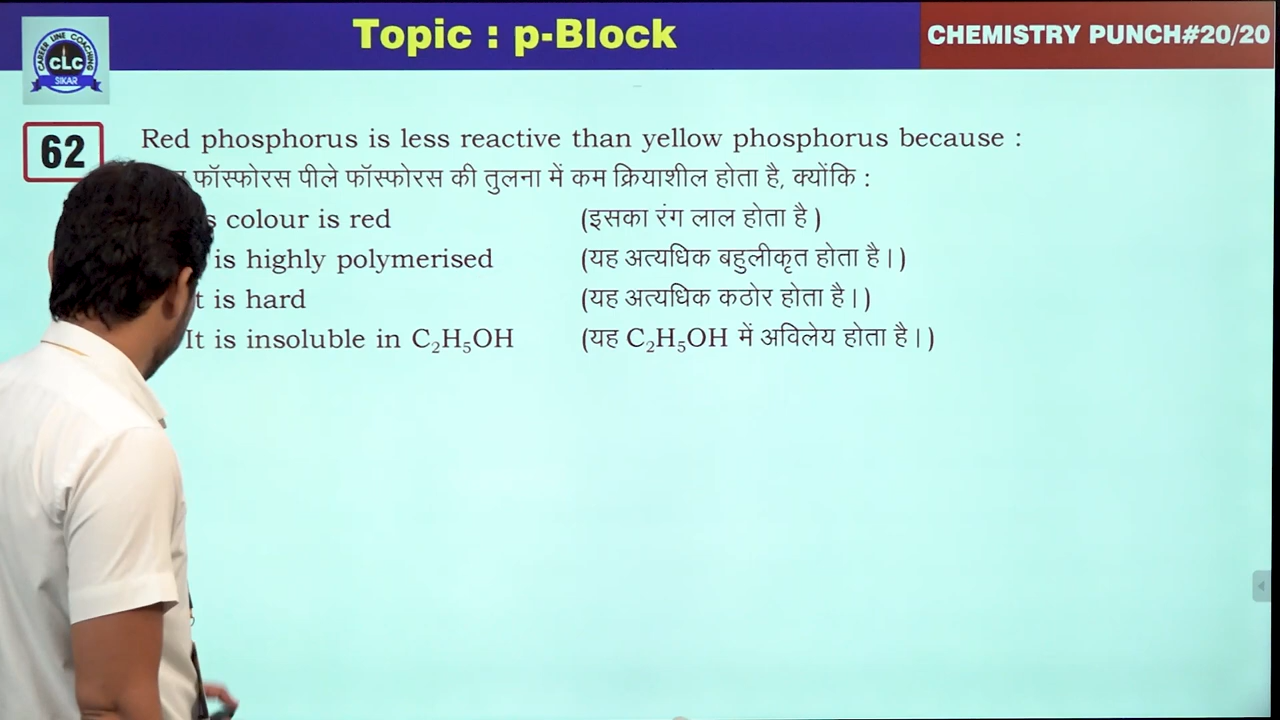 Topic : p-Block
CHEMISTRY PUNCH#20/20
CAREER LINE COACHING
CLC
SIKAR
62
Red phosphorus is less reactive than yellow phosphorus because :
फॉस्फोरस पीले फॉस्फोरस की तुलना में कम क्रियाशील होता है, क्योंकि :
colour is red (इसका रंग लाल होता है )
is highly polymerised (यह अत्यधिक बहुलीकृत होता है।)
is hard (यह अत्यधिक कठोर होता है।)
It is insoluble in C₂H₅OH (यह C₂H₅OH में अविलेय होता है।)